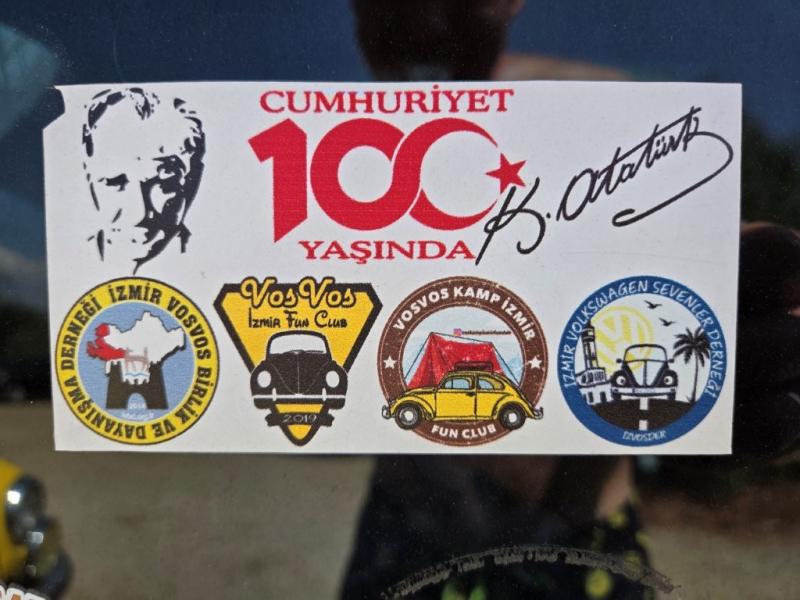 CUMHURİYET
100
YAŞINDA
K. Atatürk
İZMİR VOSVOS BİRLİK VE DAYANIŞMA DERNEĞİ
VosVos
İzmir Fun Club
2019
VOSVOS KAMP İZMİR
FUN CLUB
İZMİR VOLKSWAGEN SEVENLER DERNEĞİ
İZVOSDER